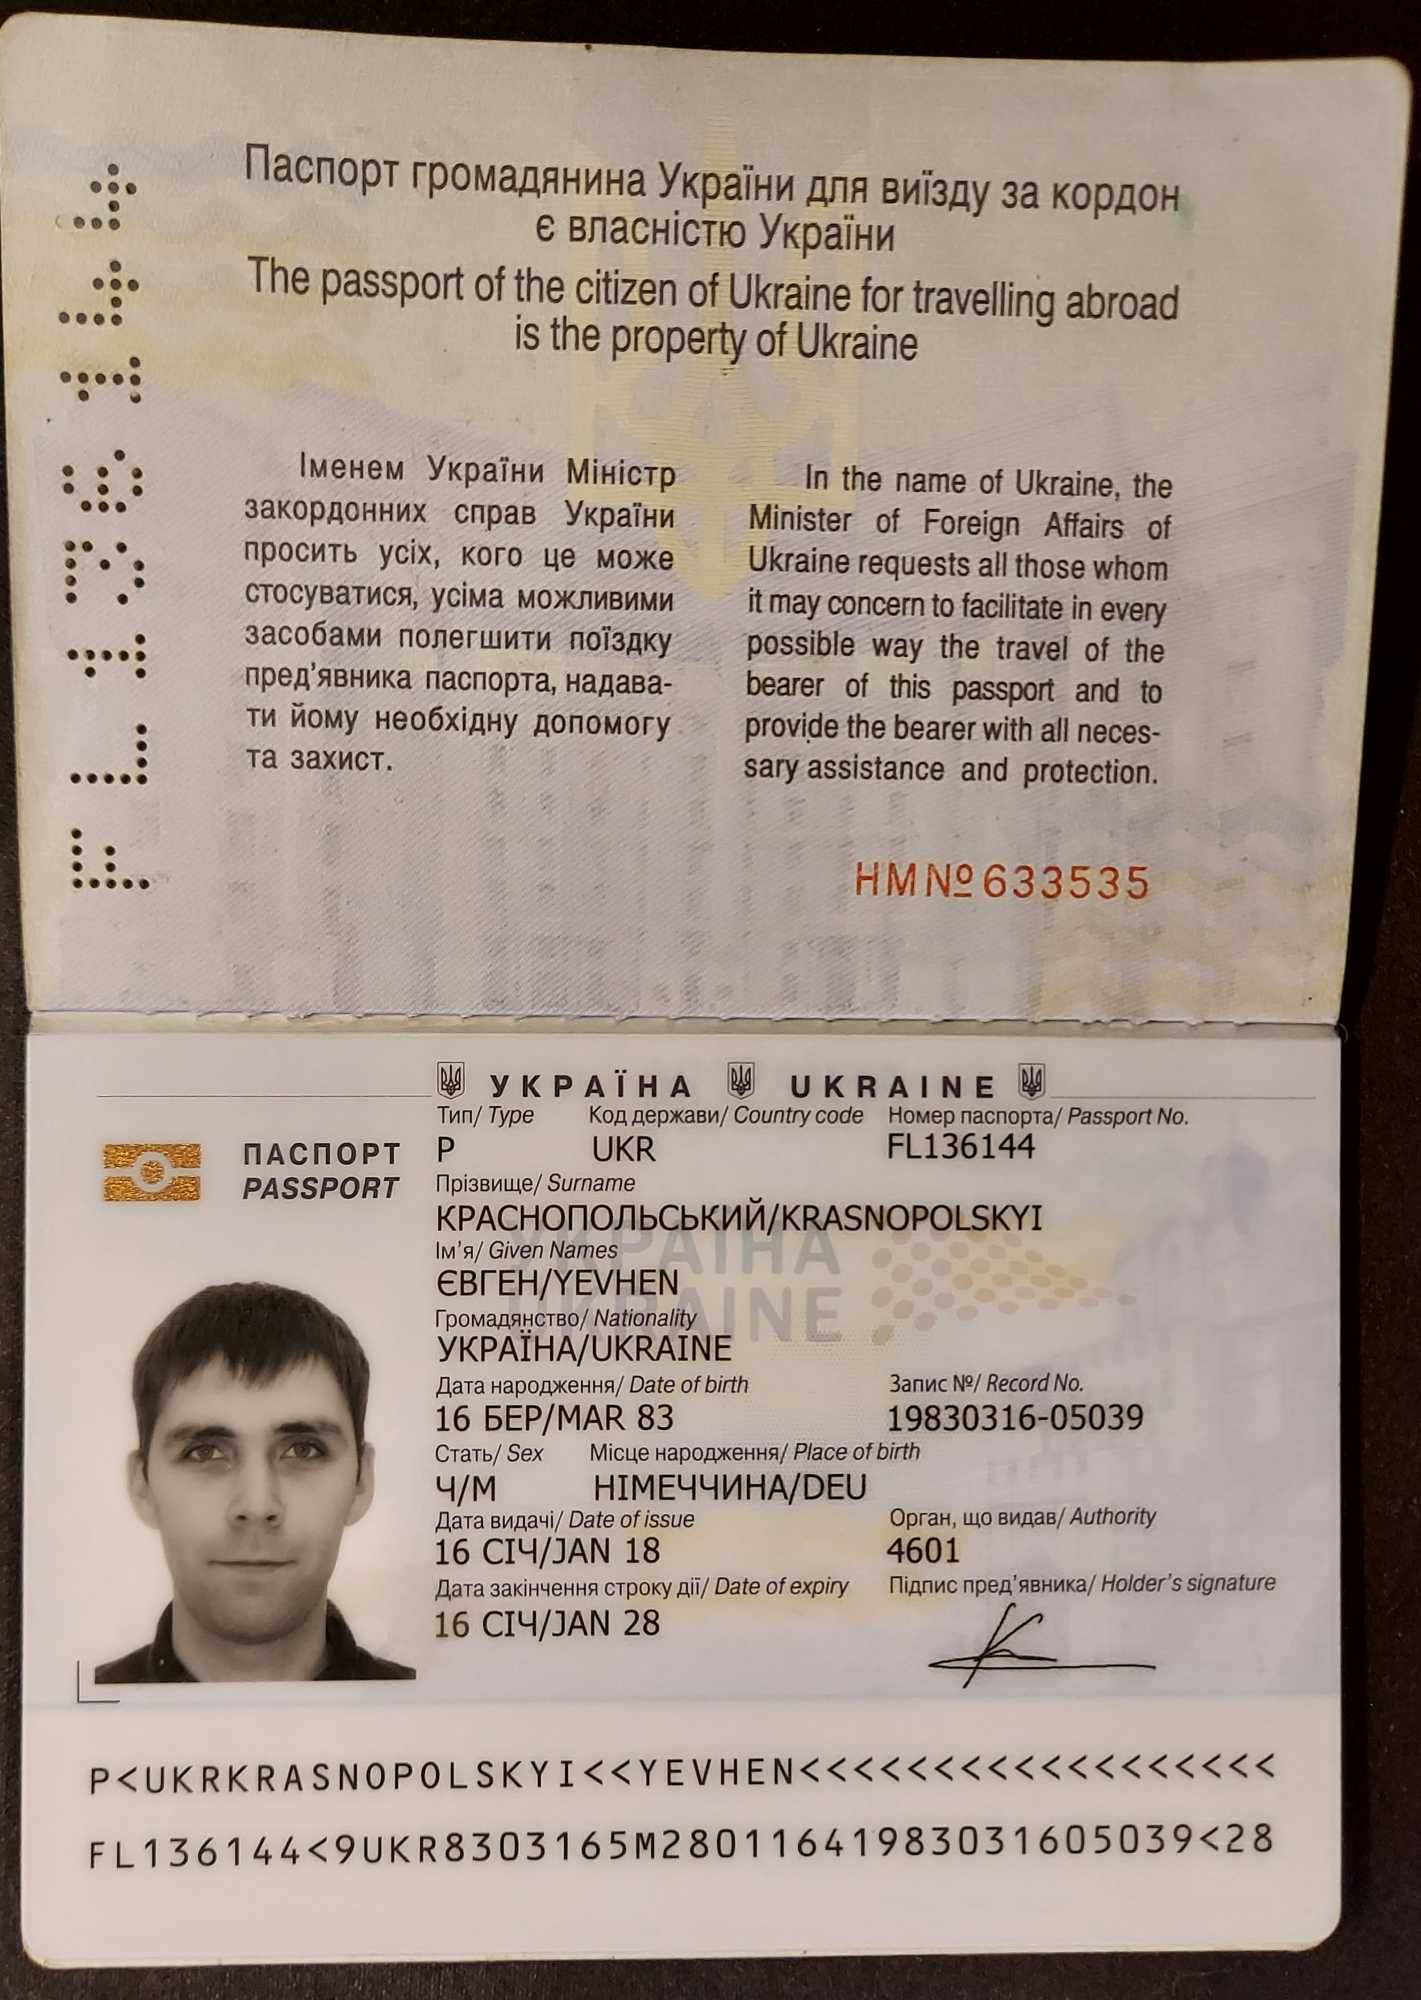 Паспорт громадянина України для виїзду за кордон
є власністю України
The passport of the citizen of Ukraine for travelling abroad
is the property of Ukraine
Іменем України Міністр
закордонних справ України
просить усіх, кого це може
стосуватися, усіма можливими
засобами полегшити поїздку
пред'явника паспорта, надава-
ти йому необхідну допомогу
та захист.
In the name of Ukraine, the
Minister of Foreign Affairs of
Ukraine requests all those whom
it may concern to facilitate in every
possible way the travel of the
bearer of this passport and to
provide the bearer with all neces-
sary assistance and protection.
НМ№633535
FL136144
УКРАЇНА UKRAINE
ПАСПОРТ
PASSPORT
Тип/ Type Код держави/ Country code Номер паспорта/ Passport No.
P UKR FL136144
Прізвище/ Surname
КРАСНОПОЛЬСЬКИЙ/KRASNOPOLSKYI
Ім'я/ Given Names
ЄВГЕН/YEVHEN
Громадянство/ Nationality
УКРАЇНА/UKRAINE
Дата народження/ Date of birth Запис №/ Record No.
16 БЕР/MAR 83 19830316-05039
Стать/ Sex Місце народження/ Place of birth
Ч/M НІМЕЧЧИНА/DEU
Дата видачі/ Date of issue Орган, що видав/ Authority
16 СІЧ/JAN 18 4601
Дата закінчення строку дії/ Date of expiry Підпис пред'явника/ Holder's signature
16 СІЧ/JAN 28
УКРАЇНА
UKRAINE
P<UKRKRASNOPOLSKYI<<YEVHEN<<<<<<<<<<<<<<<<<<
FL136144<9UKR8303165M28011641983031605039<28